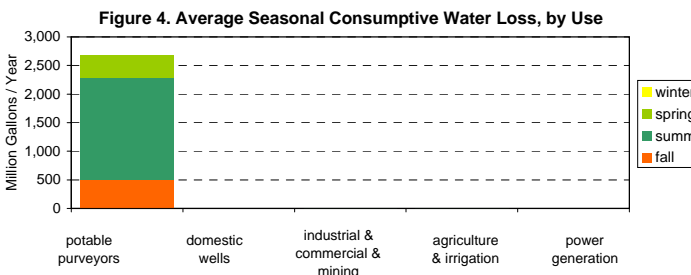 Figure 4. Average Seasonal Consumptive Water Loss, by Use
Million Gallons / Year
3,000
2,500
2,000
1,500
1,000
500
0
potable
purveyors
domestic
wells
industrial &
commercial &
mining
agriculture
& irrigation
power
generation
winter
spring
summ
fall